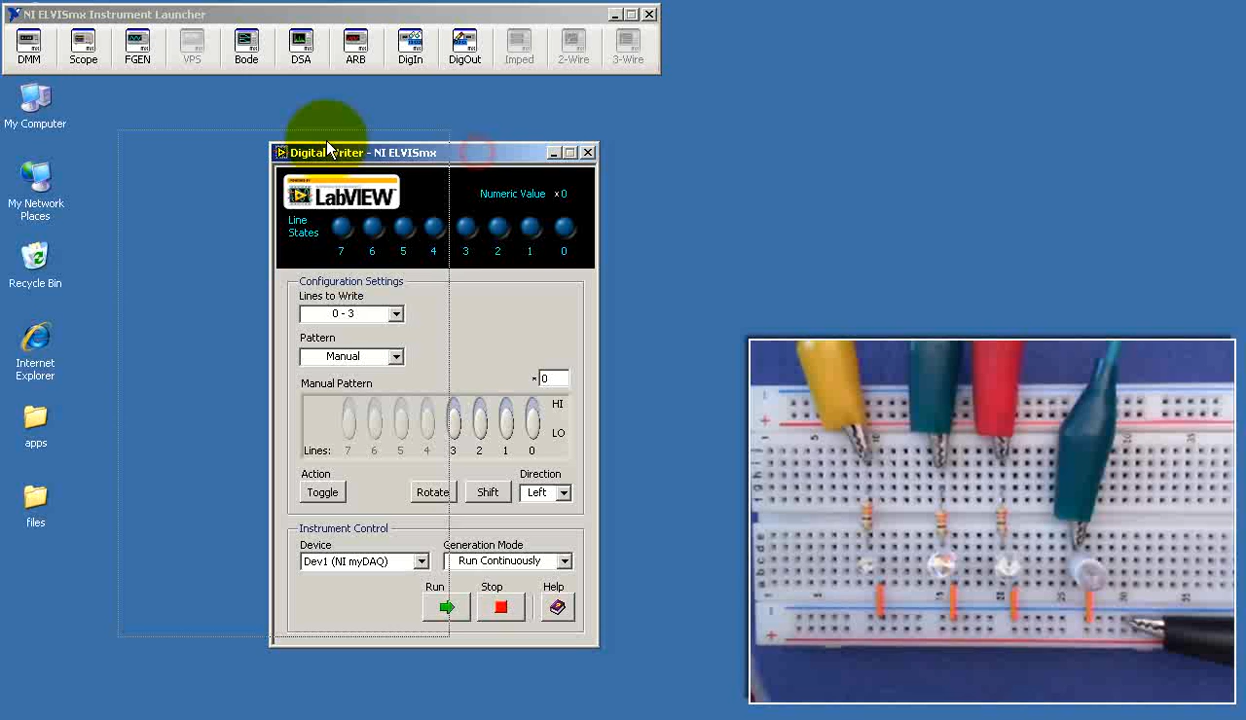 NI ELVISmx Instrument Launcher
DMM Scope FGEN VPS Bode DSA ARB DigIn DigOut Imped 2-Wire 3-Wire
My Computer
My Network
Places
Recycle Bin
Internet
Explorer
apps
files
Digital Writer - NI ELVISmx
LabVIEW
Numeric Value × 0
Line
States
7 6 5 4 3 2 1 0
Configuration Settings
Lines to Write
0 - 3
Pattern
Manual
Manual Pattern × 0
HI
LO
Lines: 7 6 5 4 3 2 1 0
Action Direction
Toggle Rotate Shift Left
Instrument Control
Device Generation Mode
Dev1 (NI myDAQ) Run Continuously
Run Stop Help